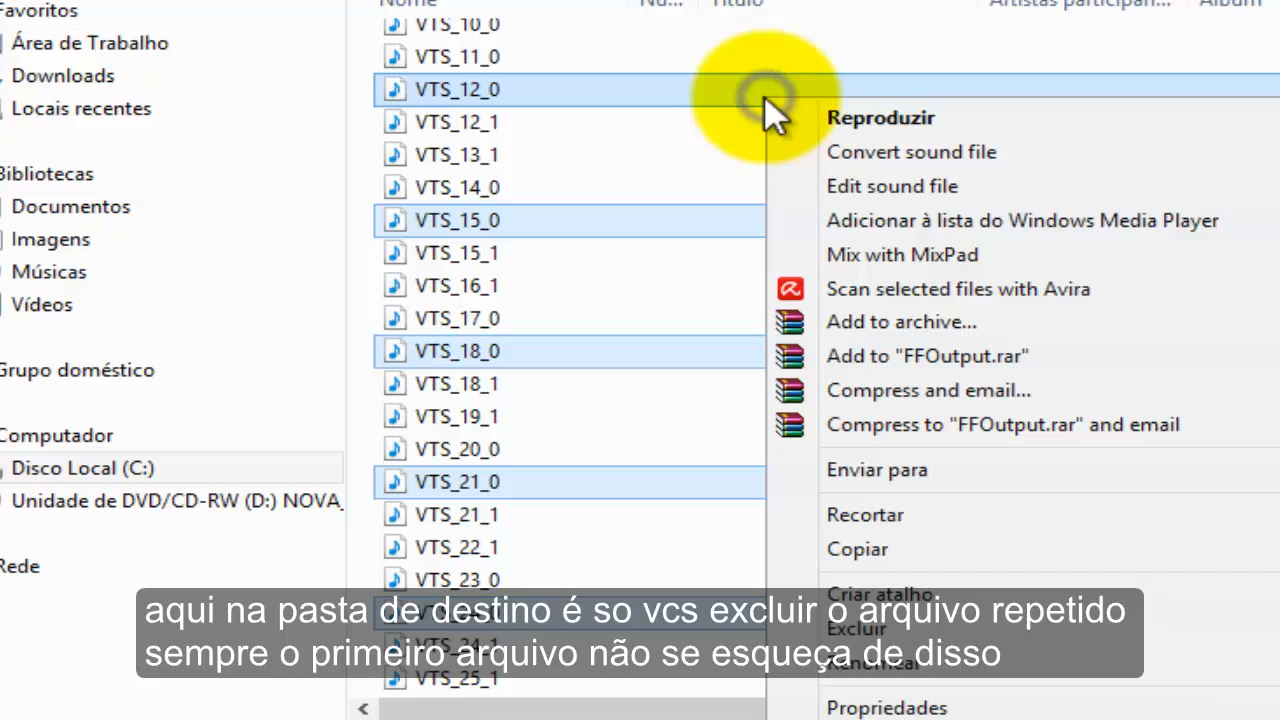 Favoritos
Área de Trabalho
Downloads
Locais recentes
Bibliotecas
Documentos
Imagens
Músicas
Vídeos
Grupo doméstico
Computador
Disco Local (C:)
Unidade de DVD/CD-RW (D:) NOVA_
Rede
Nome
Nú...
Título
Artistas participan...
Álbum
VTS_10_0
VTS_11_0
VTS_12_0
VTS_12_1
VTS_13_1
VTS_14_0
VTS_15_0
VTS_15_1
VTS_16_1
VTS_17_0
VTS_18_0
VTS_18_1
VTS_19_1
VTS_20_0
VTS_21_0
VTS_21_1
VTS_22_1
VTS_23_0
VTS_24_0
VTS_24_1
VTS_25_1
Reproduzir
Convert sound file
Edit sound file
Adicionar à lista do Windows Media Player
Mix with MixPad
Scan selected files with Avira
Add to archive...
Add to "FFOutput.rar"
Compress and email...
Compress to "FFOutput.rar" and email
Enviar para
Recortar
Copiar
Criar atalho
Excluir
Renomear
Propriedades
aqui na pasta de destino é so vcs excluir o arquivo repetido
sempre o primeiro arquivo não se esqueça de disso